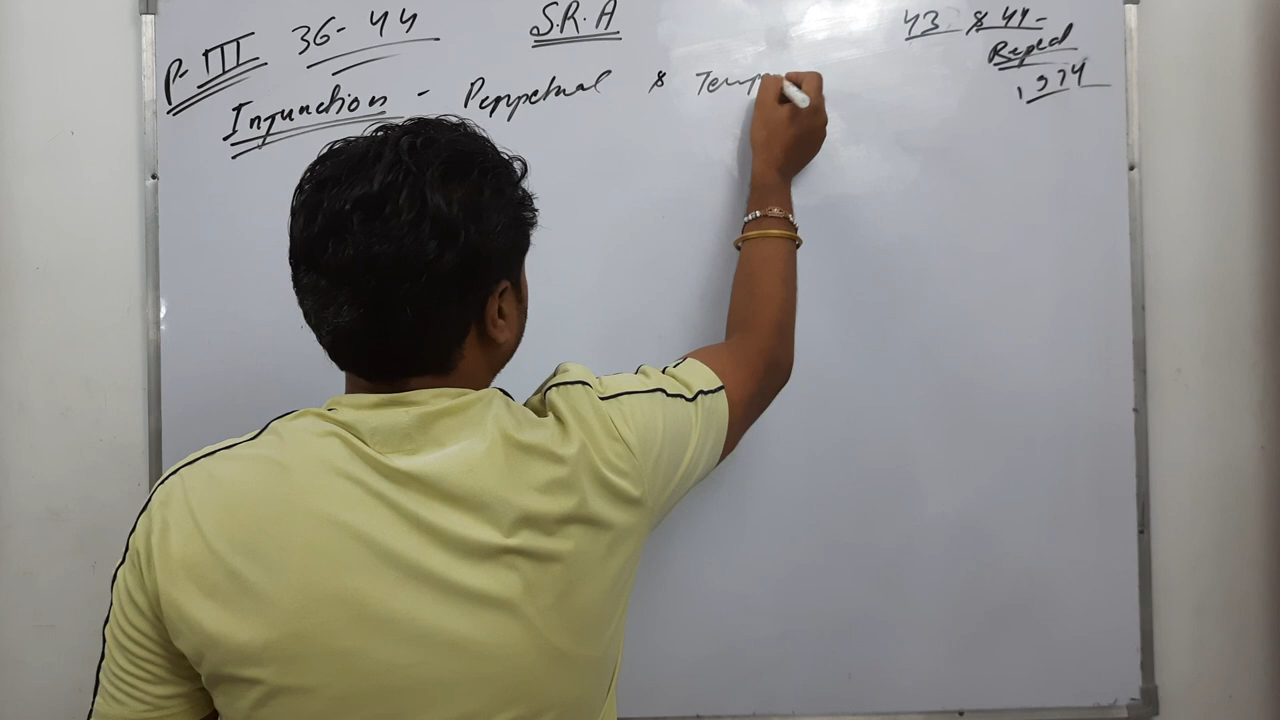 P-III 36-44
S.R.A
43 & 44-
Repeal
1974
Injunction - Perpetual & Temp